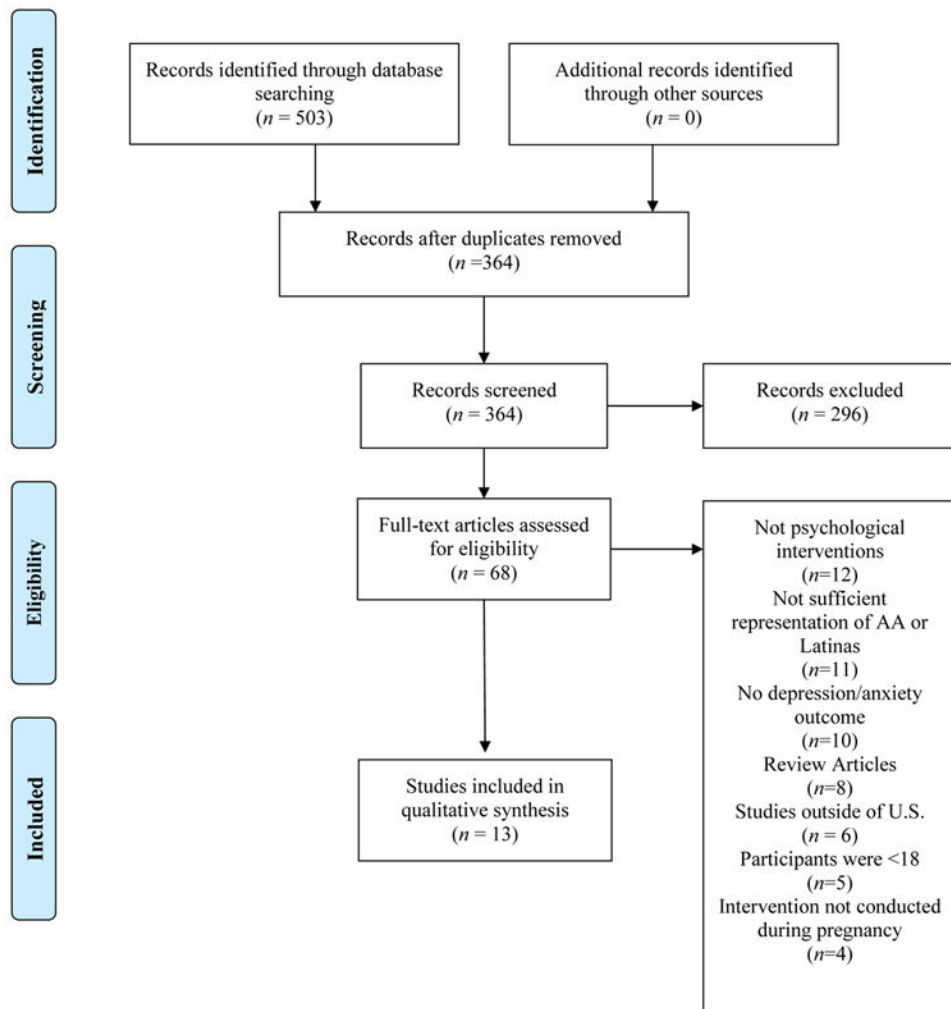 Identification
Records identified through database
searching
(n = 503)
Additional records identified
through other sources
(n = 0)
Screening
Records after duplicates removed
(n =364)
Records screened
(n = 364)
Records excluded
(n = 296)
Eligibility
Full-text articles assessed
for eligibility
(n = 68)
Not psychological
interventions
(n=12)
Not sufficient
representation of AA or
Latinas
(n=11)
No depression/anxiety
outcome
(n=10)
Review Articles
(n=8)
Studies outside of U.S.
(n = 6)
Participants were <18
(n=5)
Intervention not conducted
during pregnancy
(n=4)
Included
Studies included in
qualitative synthesis
(n = 13)